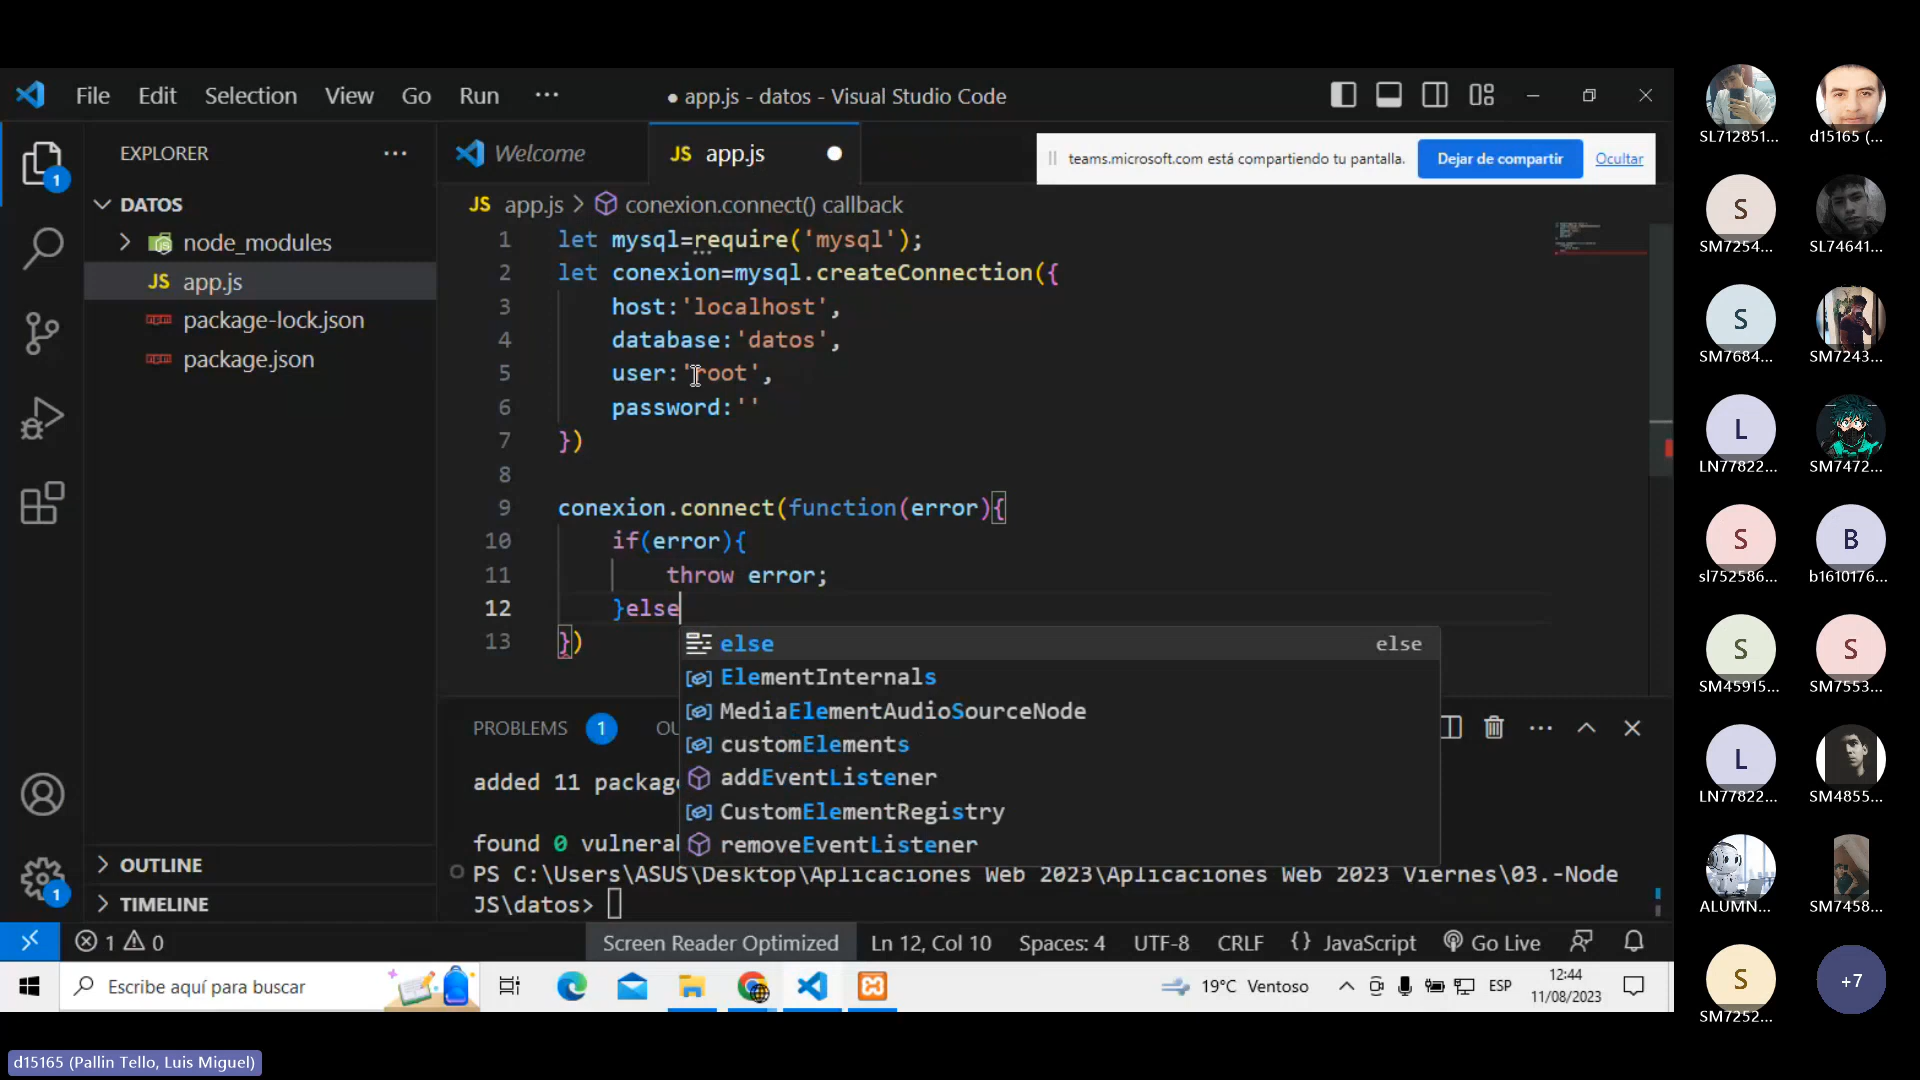 File Edit Selection View Go Run ···
● app.js - datos - Visual Studio Code
EXPLORER
DATOS
node_modules
app.js
package-lock.json
package.json
OUTLINE
TIMELINE
1
1
Welcome
JS app.js
teams.microsoft.com está compartiendo tu pantalla. Dejar de compartir Ocultar
JS app.js > conexion.connect() callback
1 let mysql=require('mysql');
2 let conexion=mysql.createConnection({
3 host:'localhost',
4 database:'datos',
5 user:'root',
6 password:''
7 })
8
9 conexion.connect(function(error){
10 if(error){
11 throw error;
12 }else
13 })
else else
ElementInternals
MediaElementAudioSourceNode
customElements
addEventListener
CustomElementRegistry
removeEventListener
PROBLEMS 1
added 11
found 0
PS C:\Users\ASUS\Desktop\Aplicaciones Web 2023\Aplicaciones Web 2023 Viernes\03.-Node
JS\datos>
1 0 Screen Reader Optimized Ln 12, Col 10 Spaces: 4 UTF-8 CRLF {} JavaScript Go Live
Escribe aquí para buscar
19°C Ventoso
ESP
12:44
11/08/2023
SL712851... d15165 (...
S
SM7254... SL74641...
S
SM7684... SM7243...
L
LN77822... SM7472...
S B
sl752586... b1610176...
S S
SM45915... SM7553...
L
LN77822... SM4855...
ALUMN... SM7458...
S +7
SM7252...
d15165 (Pallin Tello, Luis Miguel)